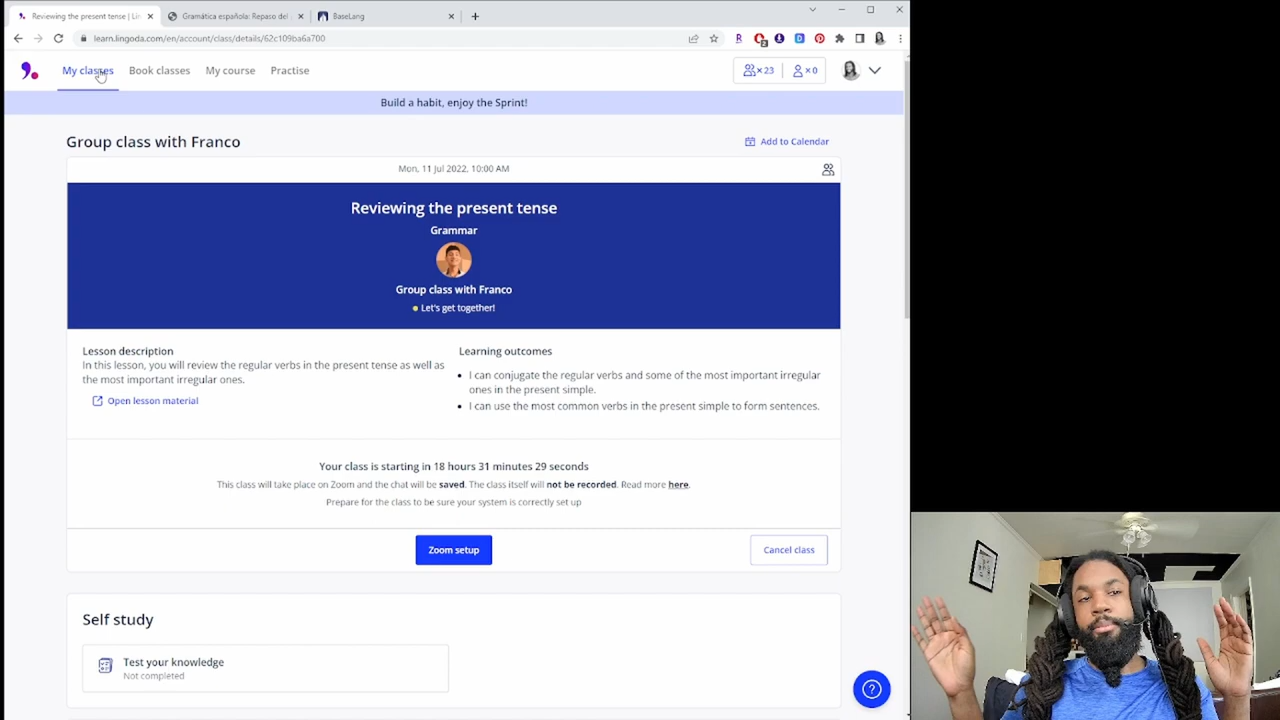 Reviewing the present tense | Lin
Gramática española: Repaso del
BaseLang
learn.lingoda.com/en/account/class/details/62c109ba6a700
My classes
Book classes
My course
Practise
×23
×0
Build a habit, enjoy the Sprint!
Group class with Franco
Add to Calendar
Mon, 11 Jul 2022, 10:00 AM
Reviewing the present tense
Grammar
Group class with Franco
Let's get together!
Lesson description
In this lesson, you will review the regular verbs in the present tense as well as
the most important irregular ones.
Open lesson material
Learning outcomes
I can conjugate the regular verbs and some of the most important irregular
ones in the present simple.
I can use the most common verbs in the present simple to form sentences.
Your class is starting in 18 hours 31 minutes 29 seconds
This class will take place on Zoom and the chat will be saved. The class itself will not be recorded. Read more here.
Prepare for the class to be sure your system is correctly set up
Zoom setup
Cancel class
Self study
Test your knowledge
Not completed